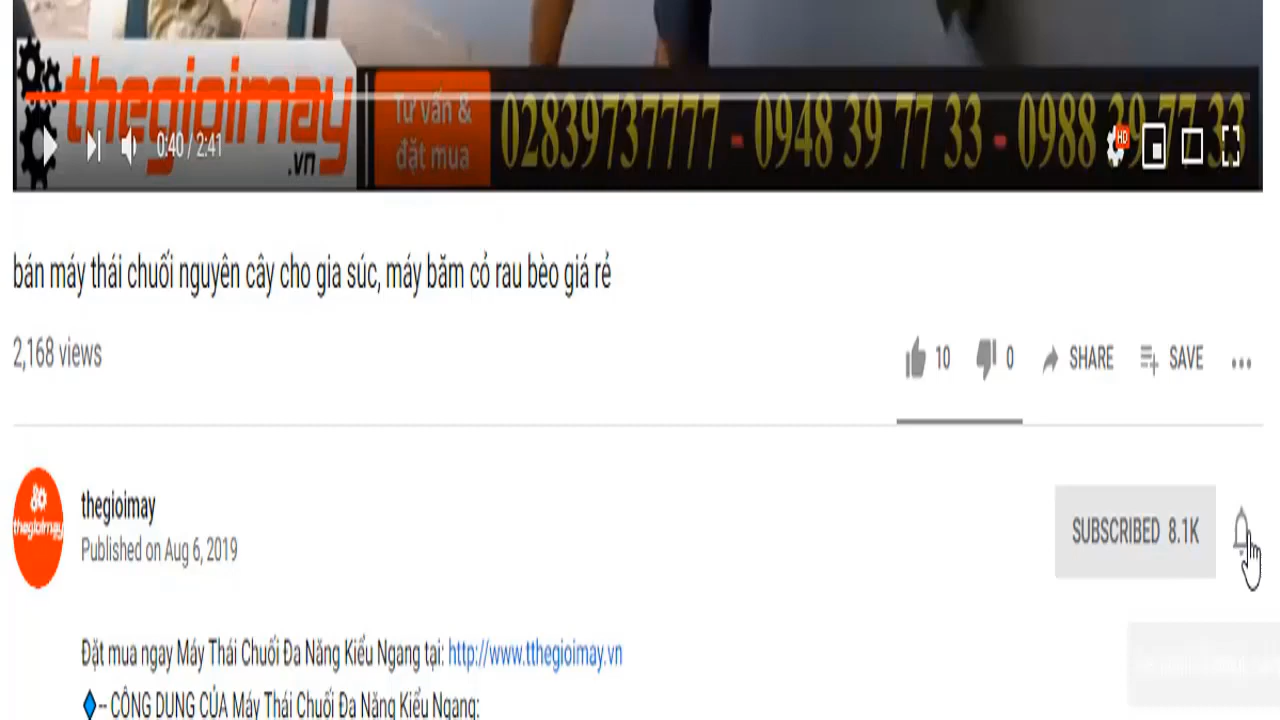 thegioimay
.vn
Tư vấn &
đặt mua
02839737777 - 0948 39 77 33 - 0988 39 77 33
HD
0:40 / 2:41
bán máy thái chuối nguyên cây cho gia súc, máy băm cỏ rau bèo giá rẻ
2,168 views
10
0
SHARE
SAVE
thegioimay
thegioimay
Published on Aug 6, 2019
SUBSCRIBED 8.1K
Đặt mua ngay Máy Thái Chuối Đa Năng Kiểu Ngang tại: http://www.tthegioimay.vn
-- CÔNG DỤNG CỦA Máy Thái Chuối Đa Năng Kiểu Ngang: